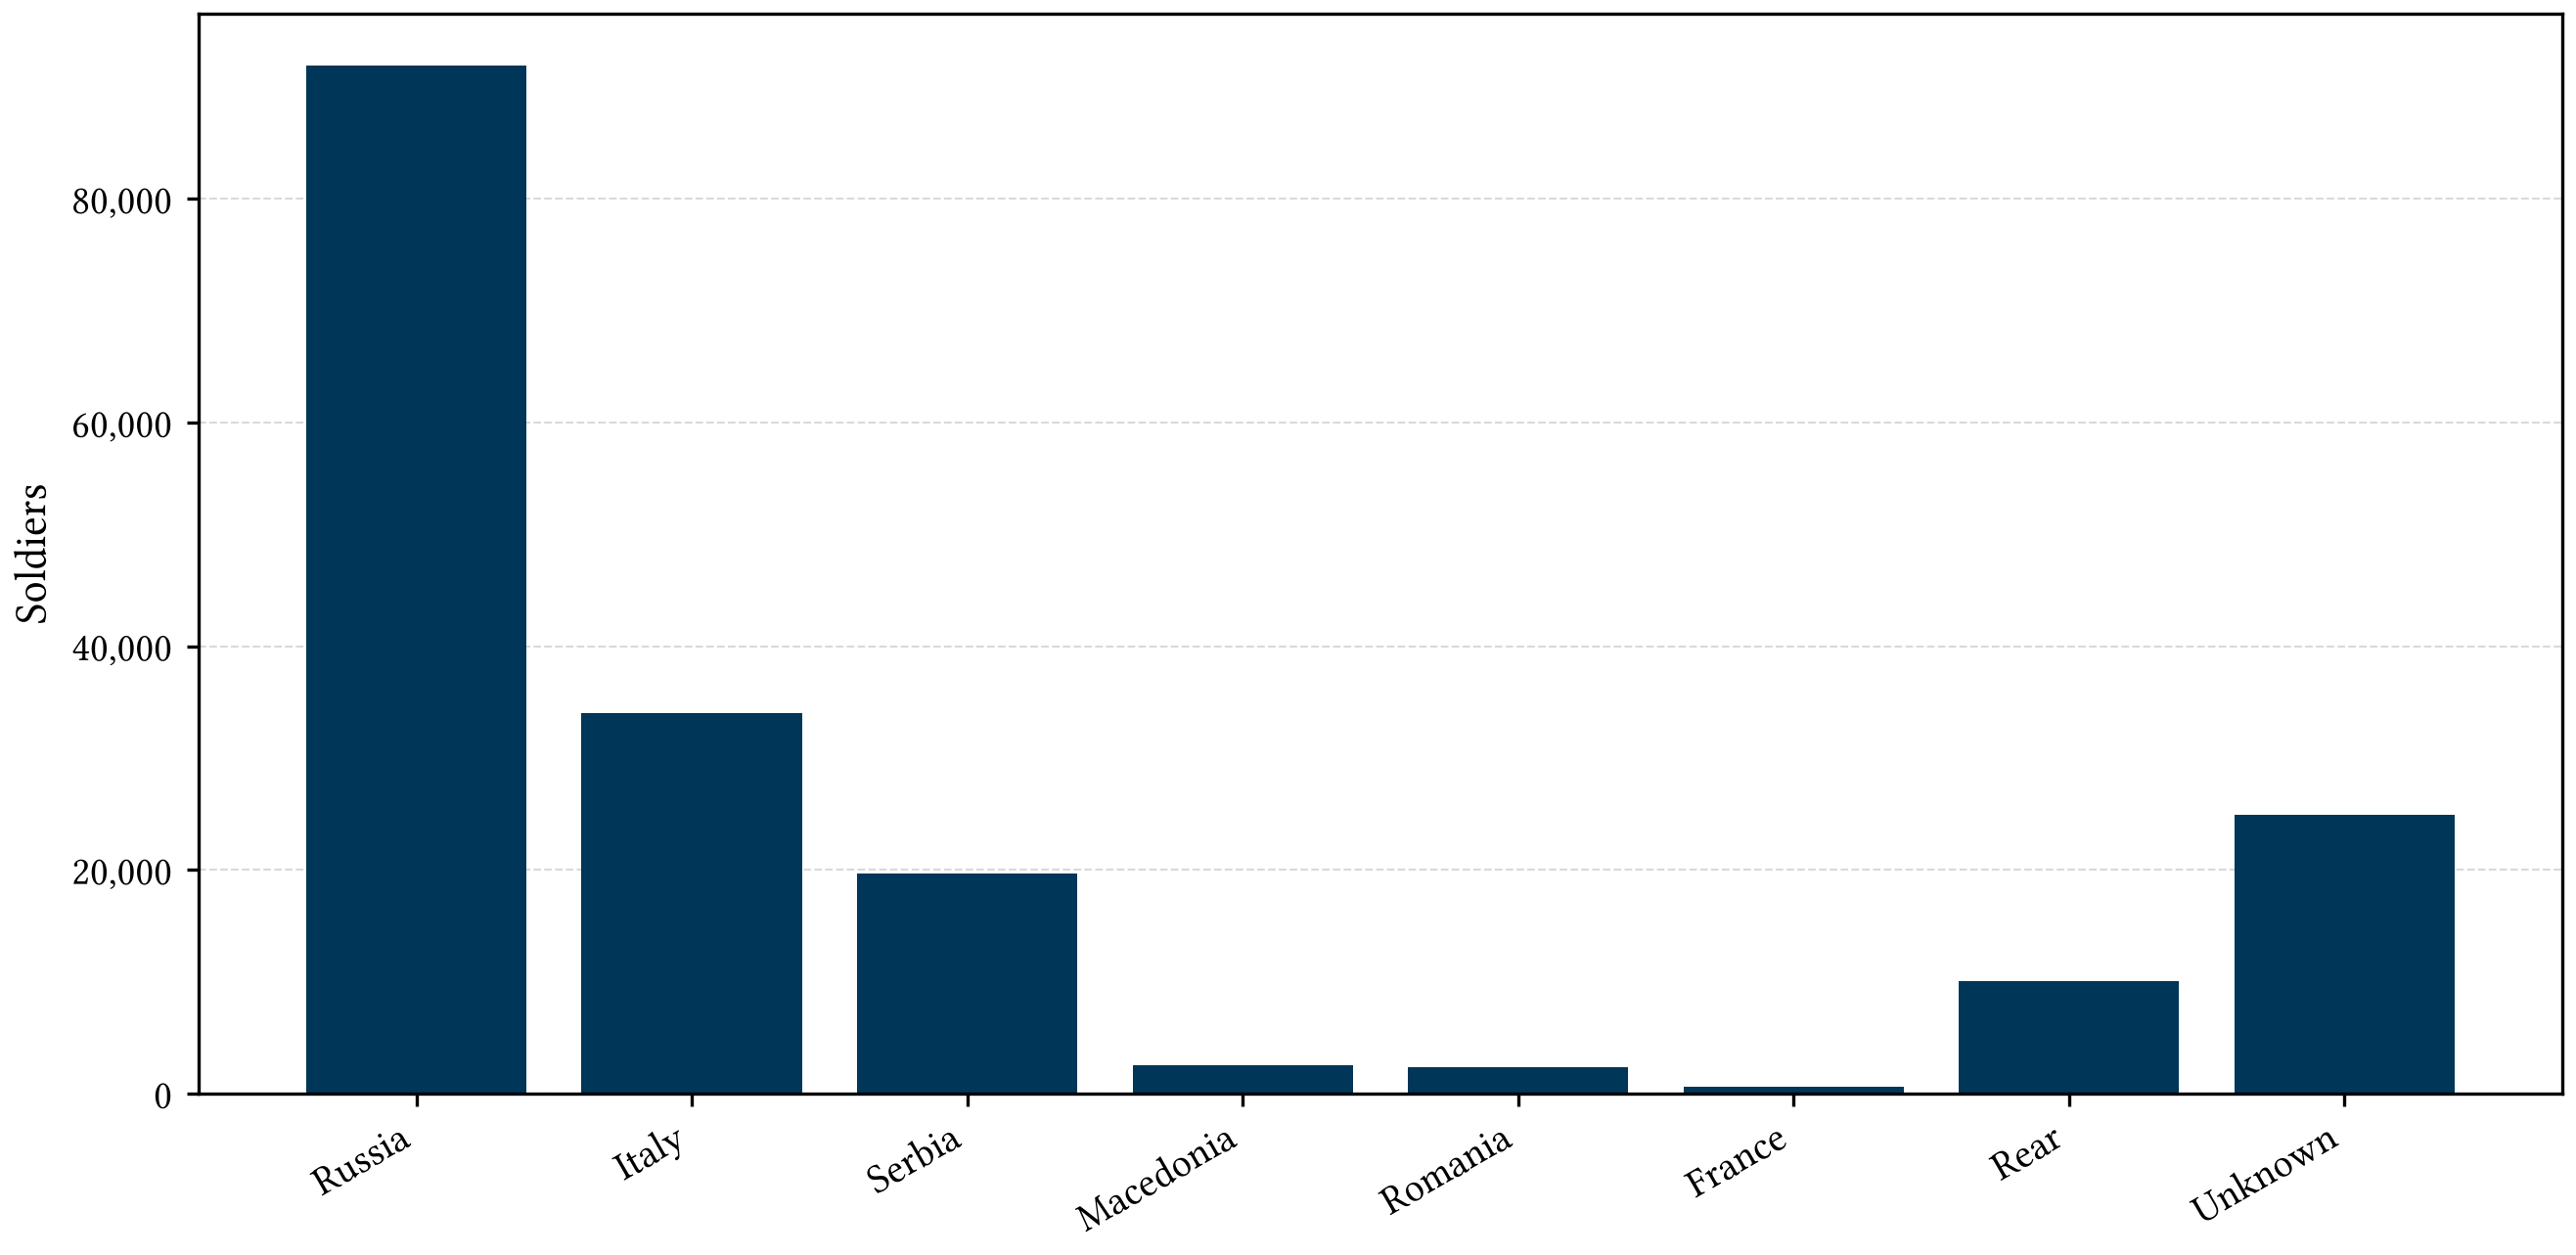 Soldiers
80,000
60,000
40,000
20,000
0
Russia
Italy
Serbia
Macedonia
Romania
France
Rear
Unknown